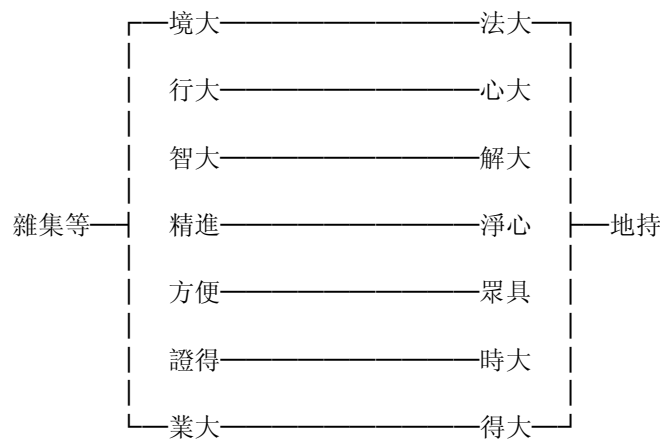 境大 法大
行大 心大
智大 解大
雜集等 精進 淨心 地持
方便 眾具
證得 時大
業大 得大